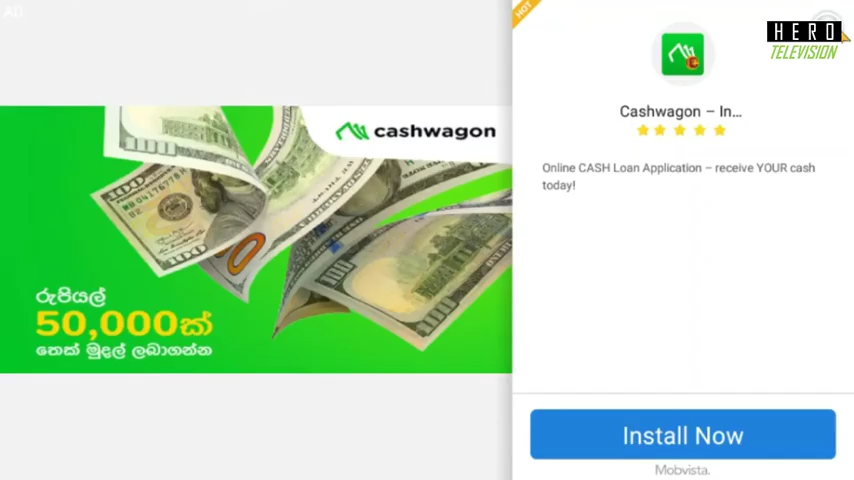 AD
cashwagon
රුපියල්
50,000ක්
තෙක් මුදල් ලබාගන්න
HOT
HERO
TELEVISION
Cashwagon – In...
Online CASH Loan Application – receive YOUR cash
today!
Install Now
Mobvista.